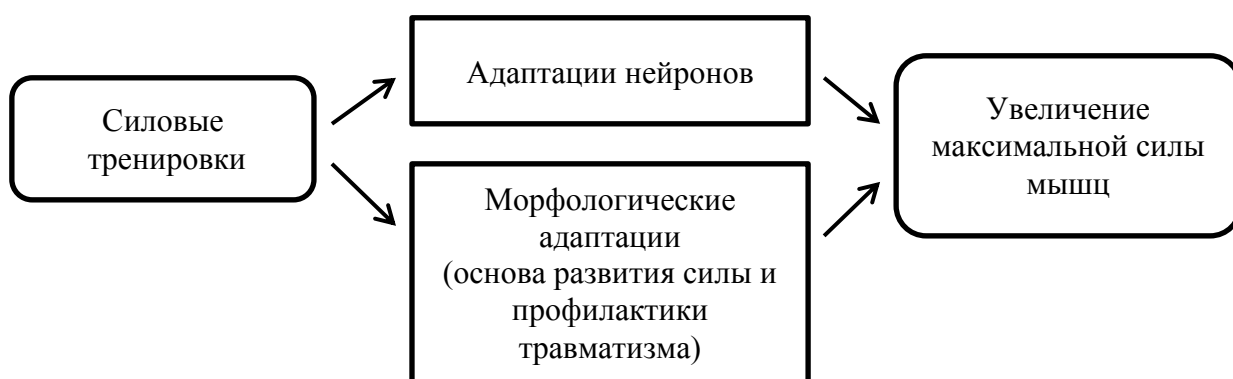 Силовые
тренировки
Адаптации нейронов
Морфологические
адаптации
(основа развития силы и
профилактики
травматизма)
Увеличение
максимальной силы
мышц